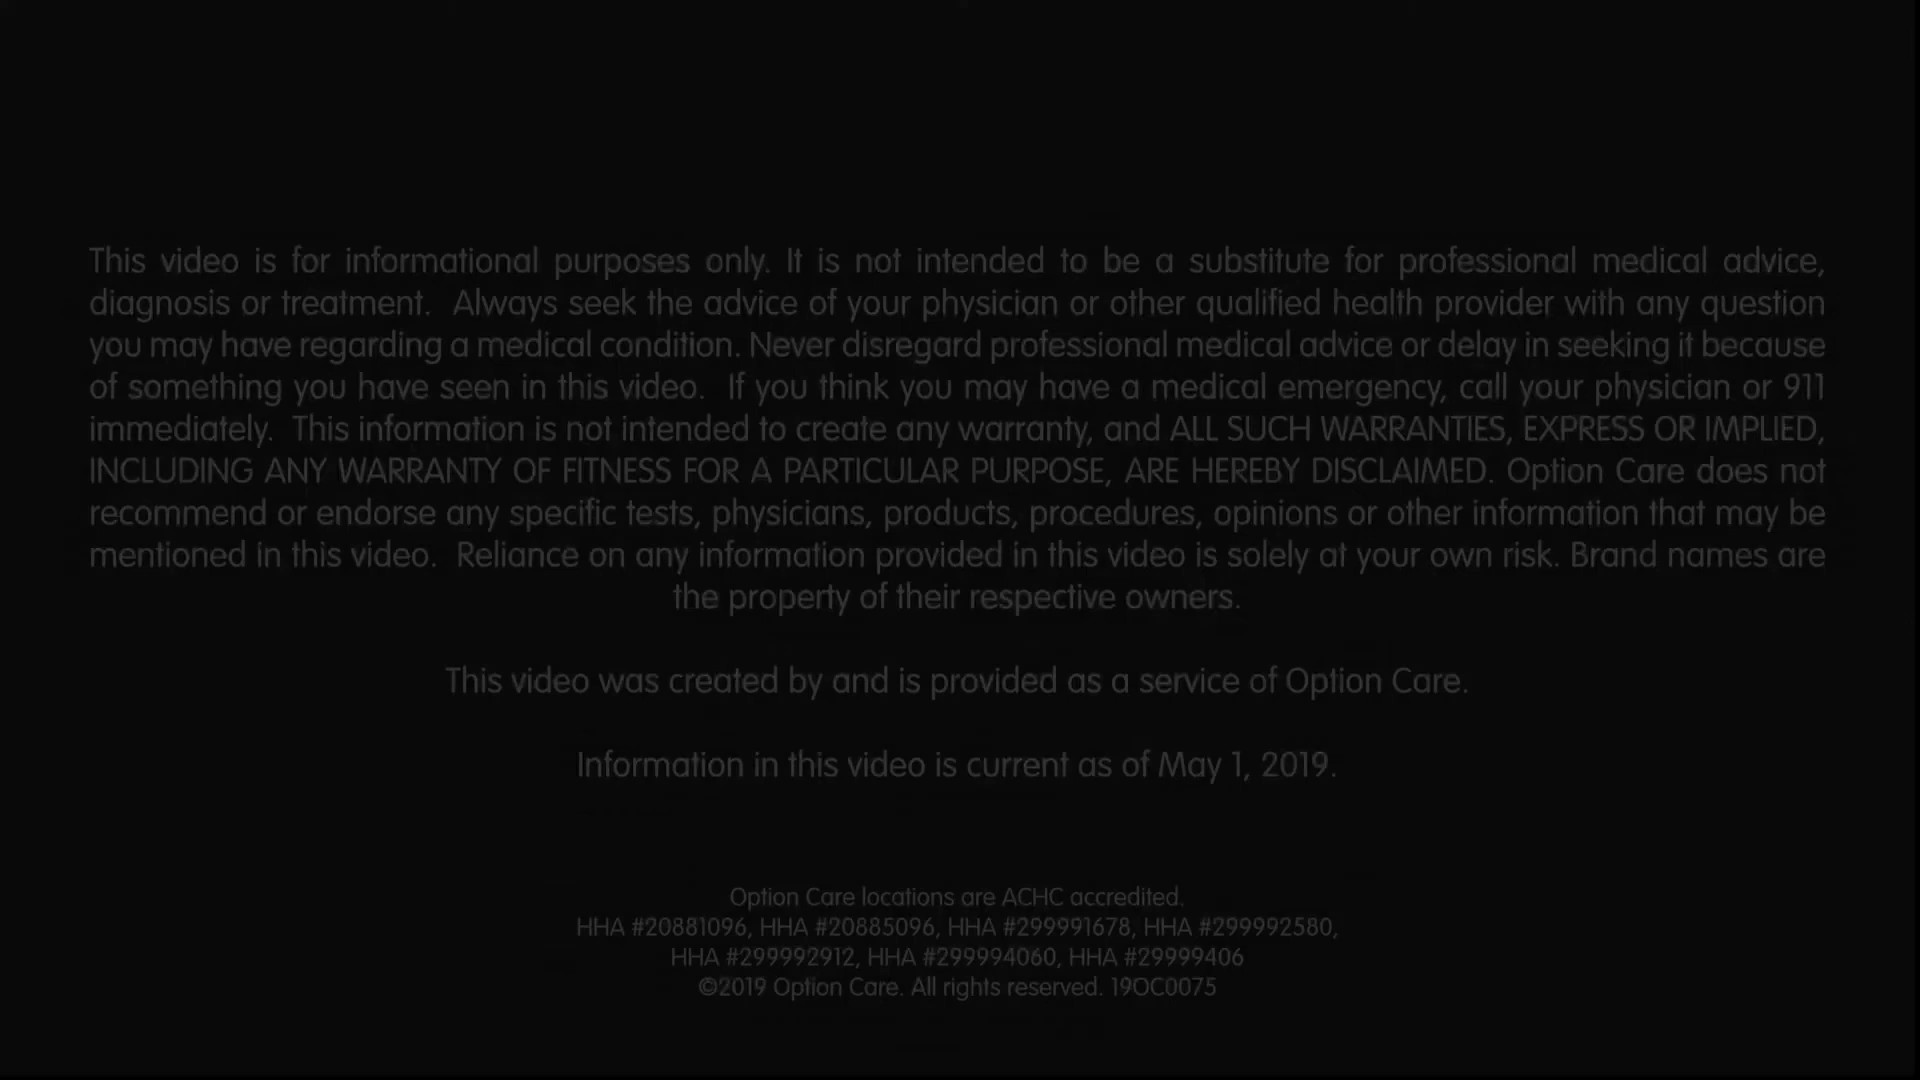 This video is for informational purposes only. It is not intended to be a substitute for professional medical advice,
diagnosis or treatment. Always seek the advice of your physician or other qualified health provider with any question
you may have regarding a medical condition. Never disregard professional medical advice or delay in seeking it because
of something you have seen in this video. If you think you may have a medical emergency, call your physician or 911
immediately. This information is not intended to create any warranty, and ALL SUCH WARRANTIES, EXPRESS OR IMPLIED,
INCLUDING ANY WARRANTY OF FITNESS FOR A PARTICULAR PURPOSE, ARE HEREBY DISCLAIMED. Option Care does not
recommend or endorse any specific tests, physicians, products, procedures, opinions or other information that may be
mentioned in this video. Reliance on any information provided in this video is solely at your own risk. Brand names are
the property of their respective owners.
This video was created by and is provided as a service of Option Care.
Information in this video is current as of May 1, 2019.
Option Care locations are ACHC accredited.
HHA #20881096, HHA #20885096, HHA #299991678, HHA #299992580,
HHA #299992912, HHA #299994060, HHA #29999406
©2019 Option Care. All rights reserved. 19OC0075